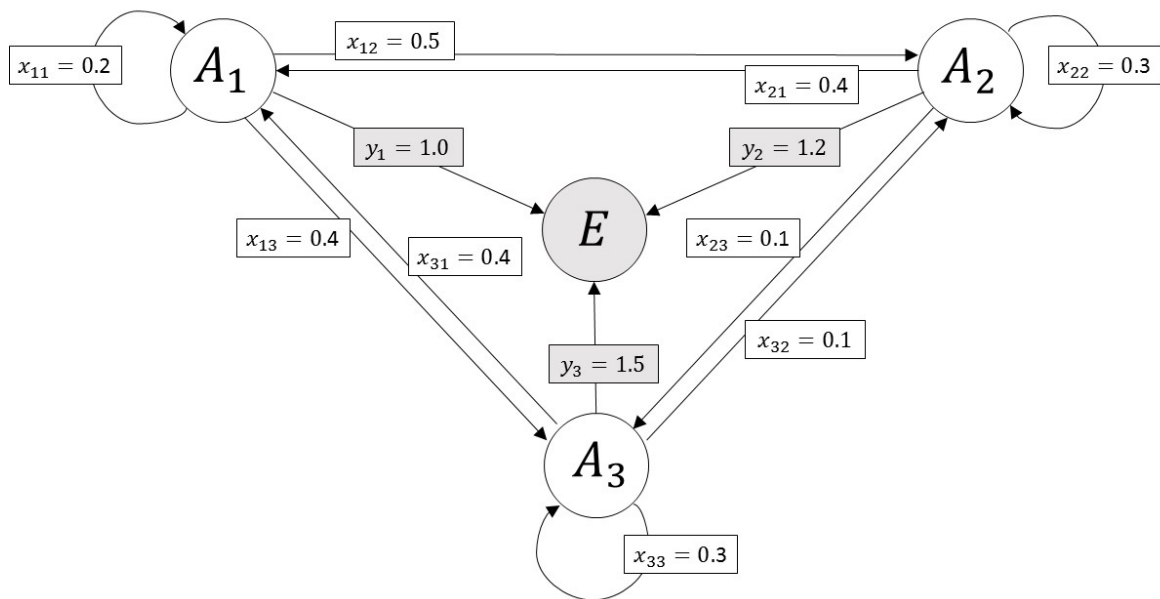 A₁
x₁₂ = 0.5
A₂
x₁₁ = 0.2
x₂₂ = 0.3
x₂₁ = 0.4
y₁ = 1.0
y₂ = 1.2
E
x₁₃ = 0.4
x₃₁ = 0.4
x₂₃ = 0.1
x₃₂ = 0.1
y₃ = 1.5
A₃
x₃₃ = 0.3